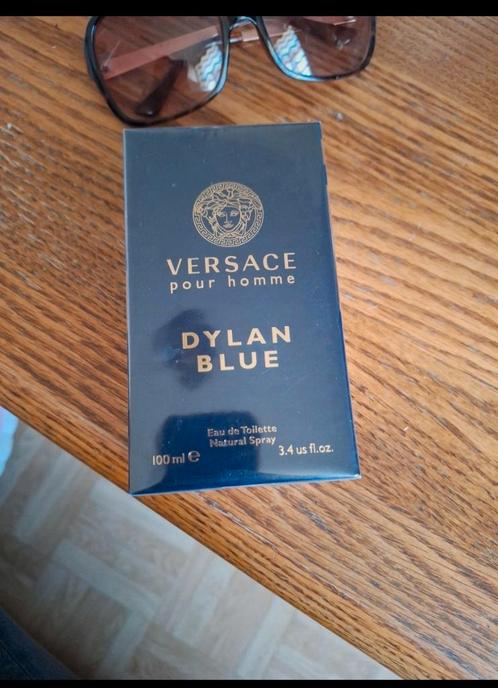 VERSACE
pour homme
DYLAN
BLUE
Eau de Toilette
Natural Spray
100 ml ℮
3.4 us fl.oz.